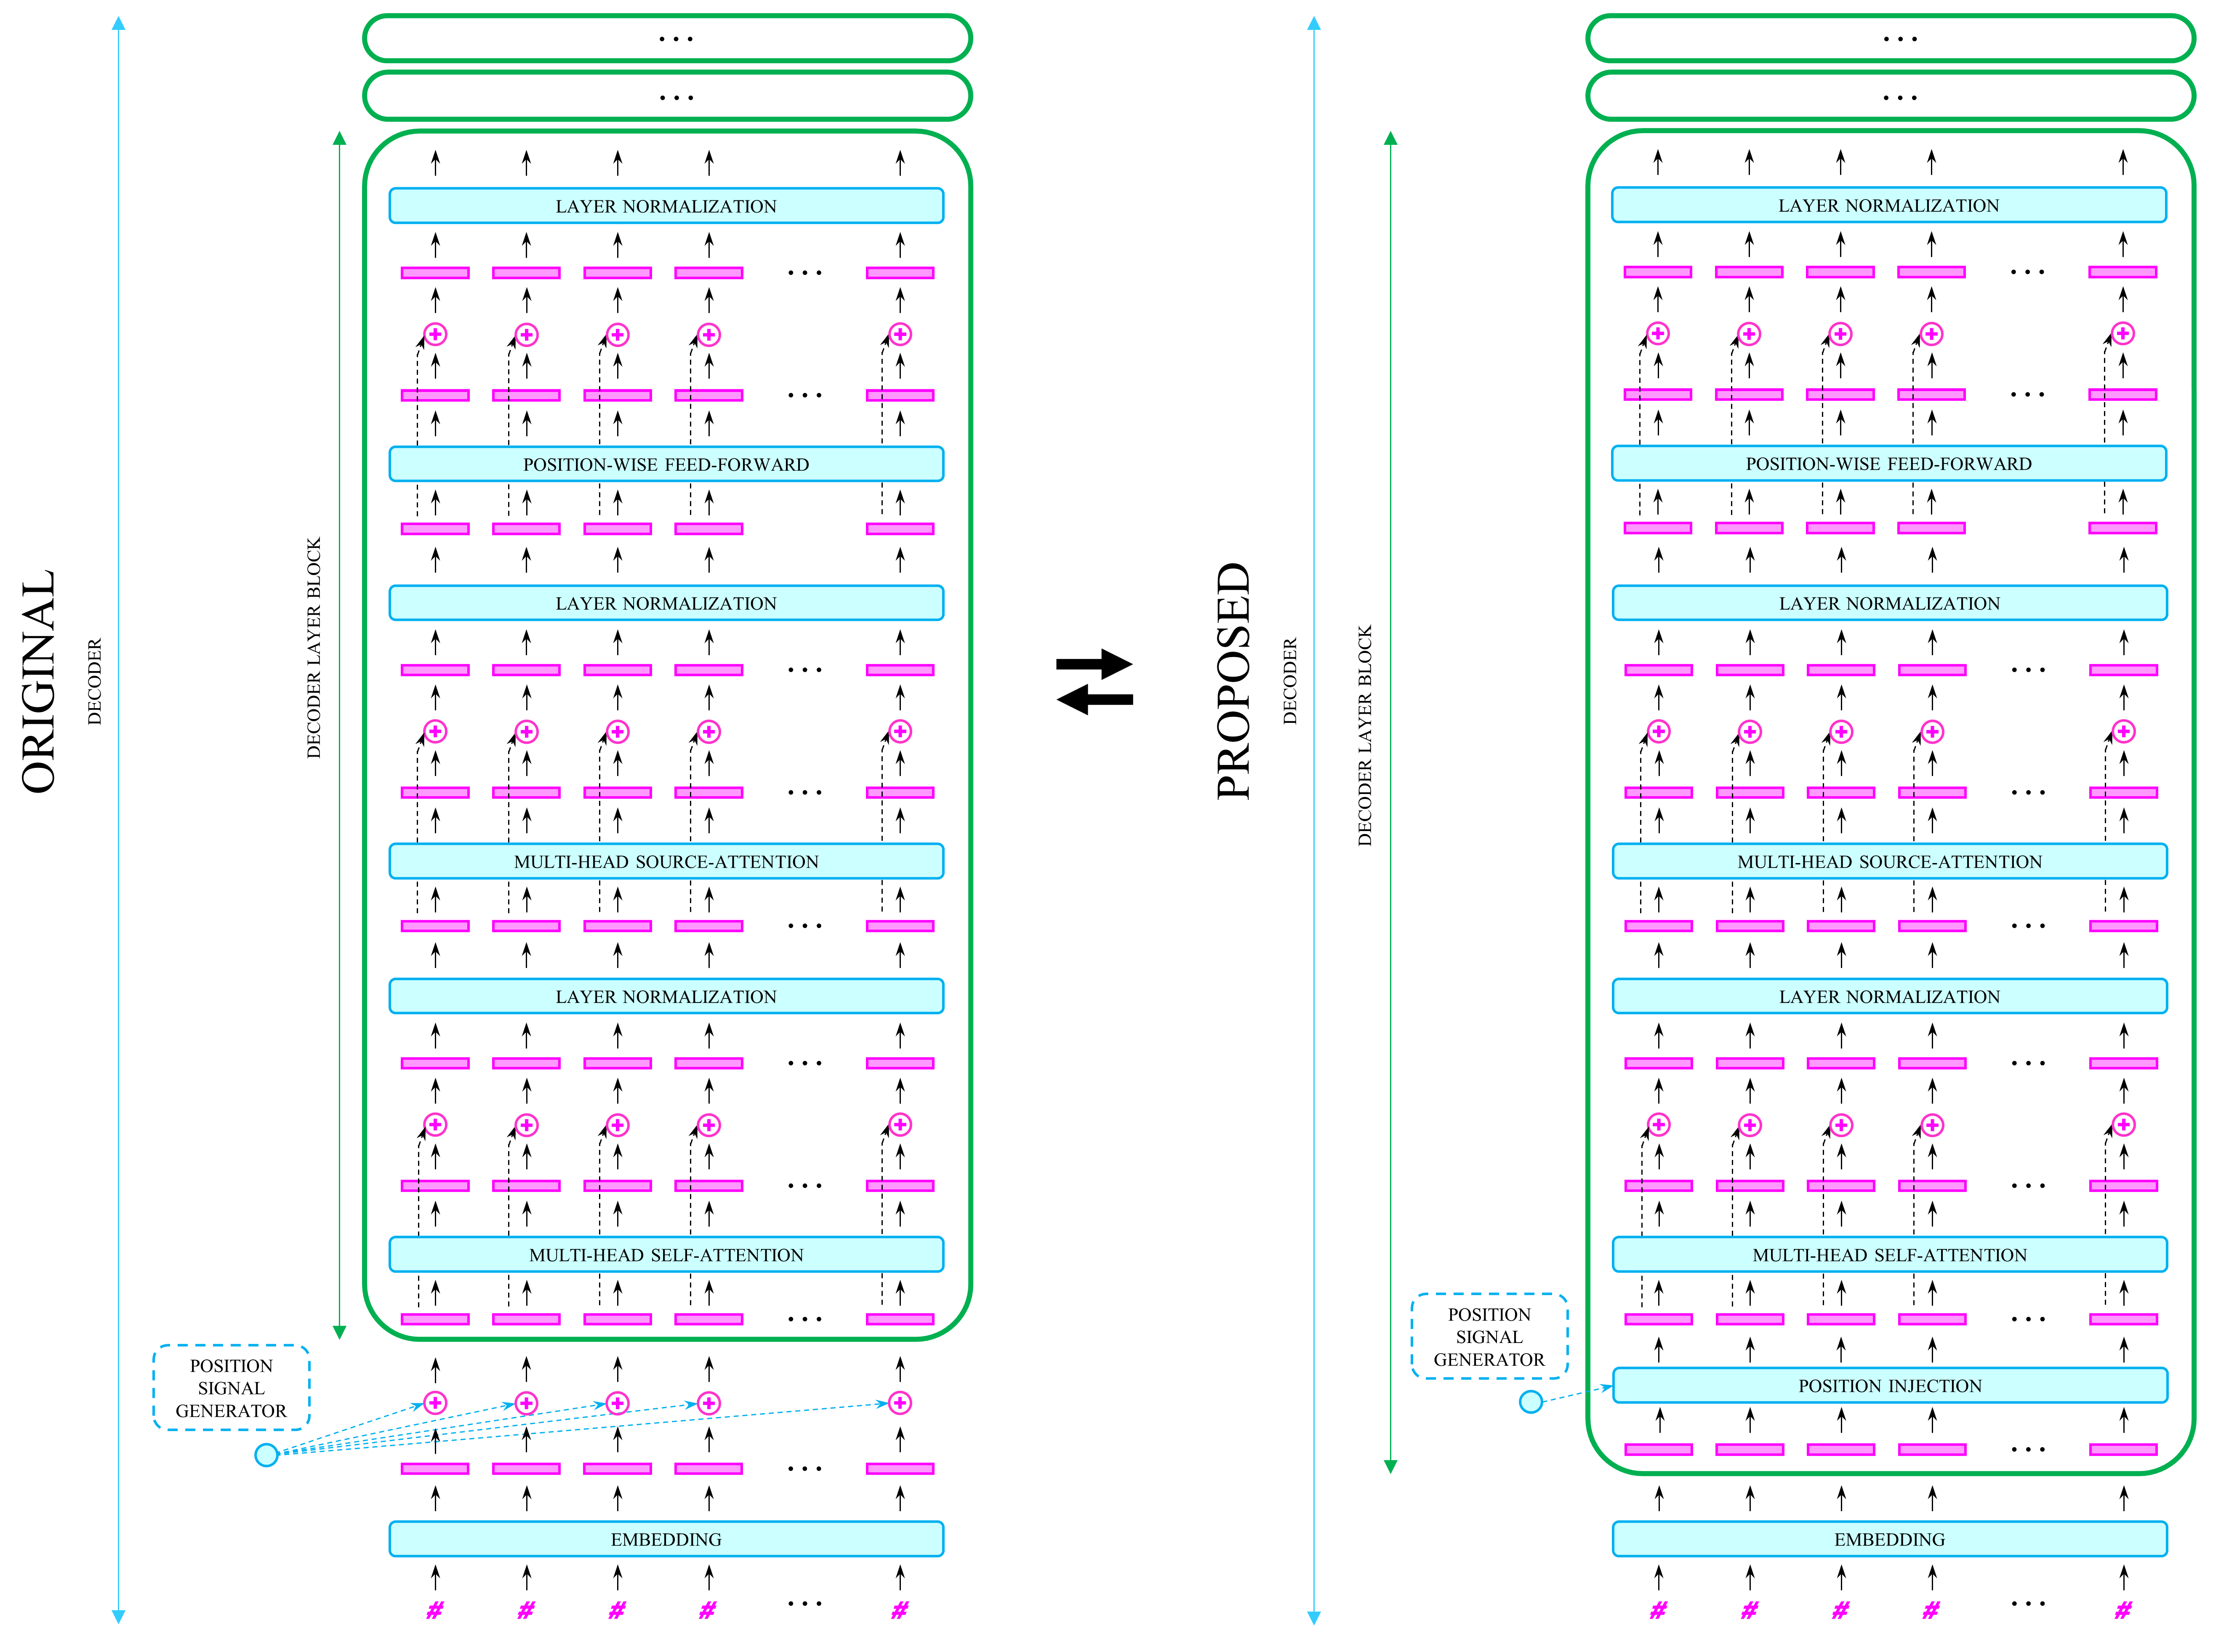 ORIGINAL
DECODER
DECODER LAYER BLOCK
...
...
LAYER NORMALIZATION
...
...
POSITION-WISE FEED-FORWARD
LAYER NORMALIZATION
...
...
MULTI-HEAD SOURCE-ATTENTION
...
LAYER NORMALIZATION
...
...
MULTI-HEAD SELF-ATTENTION
...
POSITION
SIGNAL
GENERATOR
...
EMBEDDING
# # # # ... #
PROPOSED
DECODER
DECODER LAYER BLOCK
...
...
LAYER NORMALIZATION
...
...
POSITION-WISE FEED-FORWARD
LAYER NORMALIZATION
...
...
MULTI-HEAD SOURCE-ATTENTION
...
LAYER NORMALIZATION
...
...
MULTI-HEAD SELF-ATTENTION
...
POSITION
SIGNAL
GENERATOR
POSITION INJECTION
...
EMBEDDING
# # # # ... #